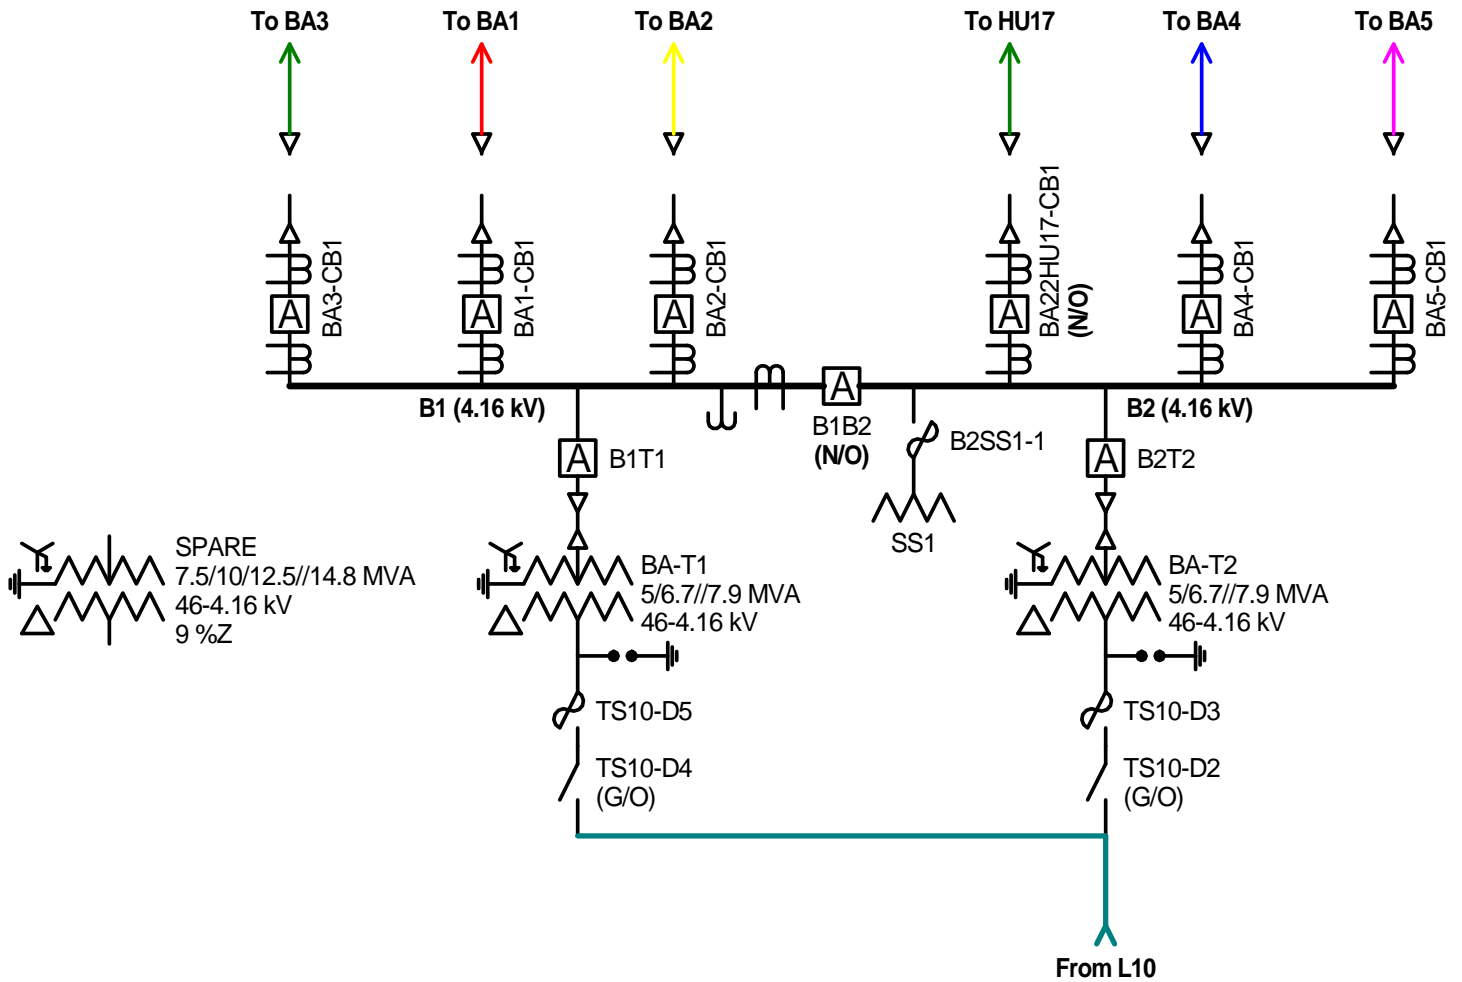 To BA3
To BA1
To BA2
To HU17
To BA4
To BA5
BA3-CB1
BA1-CB1
BA2-CB1
BA22HU17-CB1
(N/O)
BA4-CB1
BA5-CB1
A
A
A
A
A
A
B1 (4.16 kV)
A
B1B2
(N/O)
B2 (4.16 kV)
A
B1T1
B2SS1-1
SS1
A
B2T2
SPARE
7.5/10/12.5//14.8 MVA
46-4.16 kV
9 %Z
BA-T1
5/6.7//7.9 MVA
46-4.16 kV
BA-T2
5/6.7//7.9 MVA
46-4.16 kV
TS10-D5
TS10-D3
TS10-D4
(G/O)
TS10-D2
(G/O)
From L10